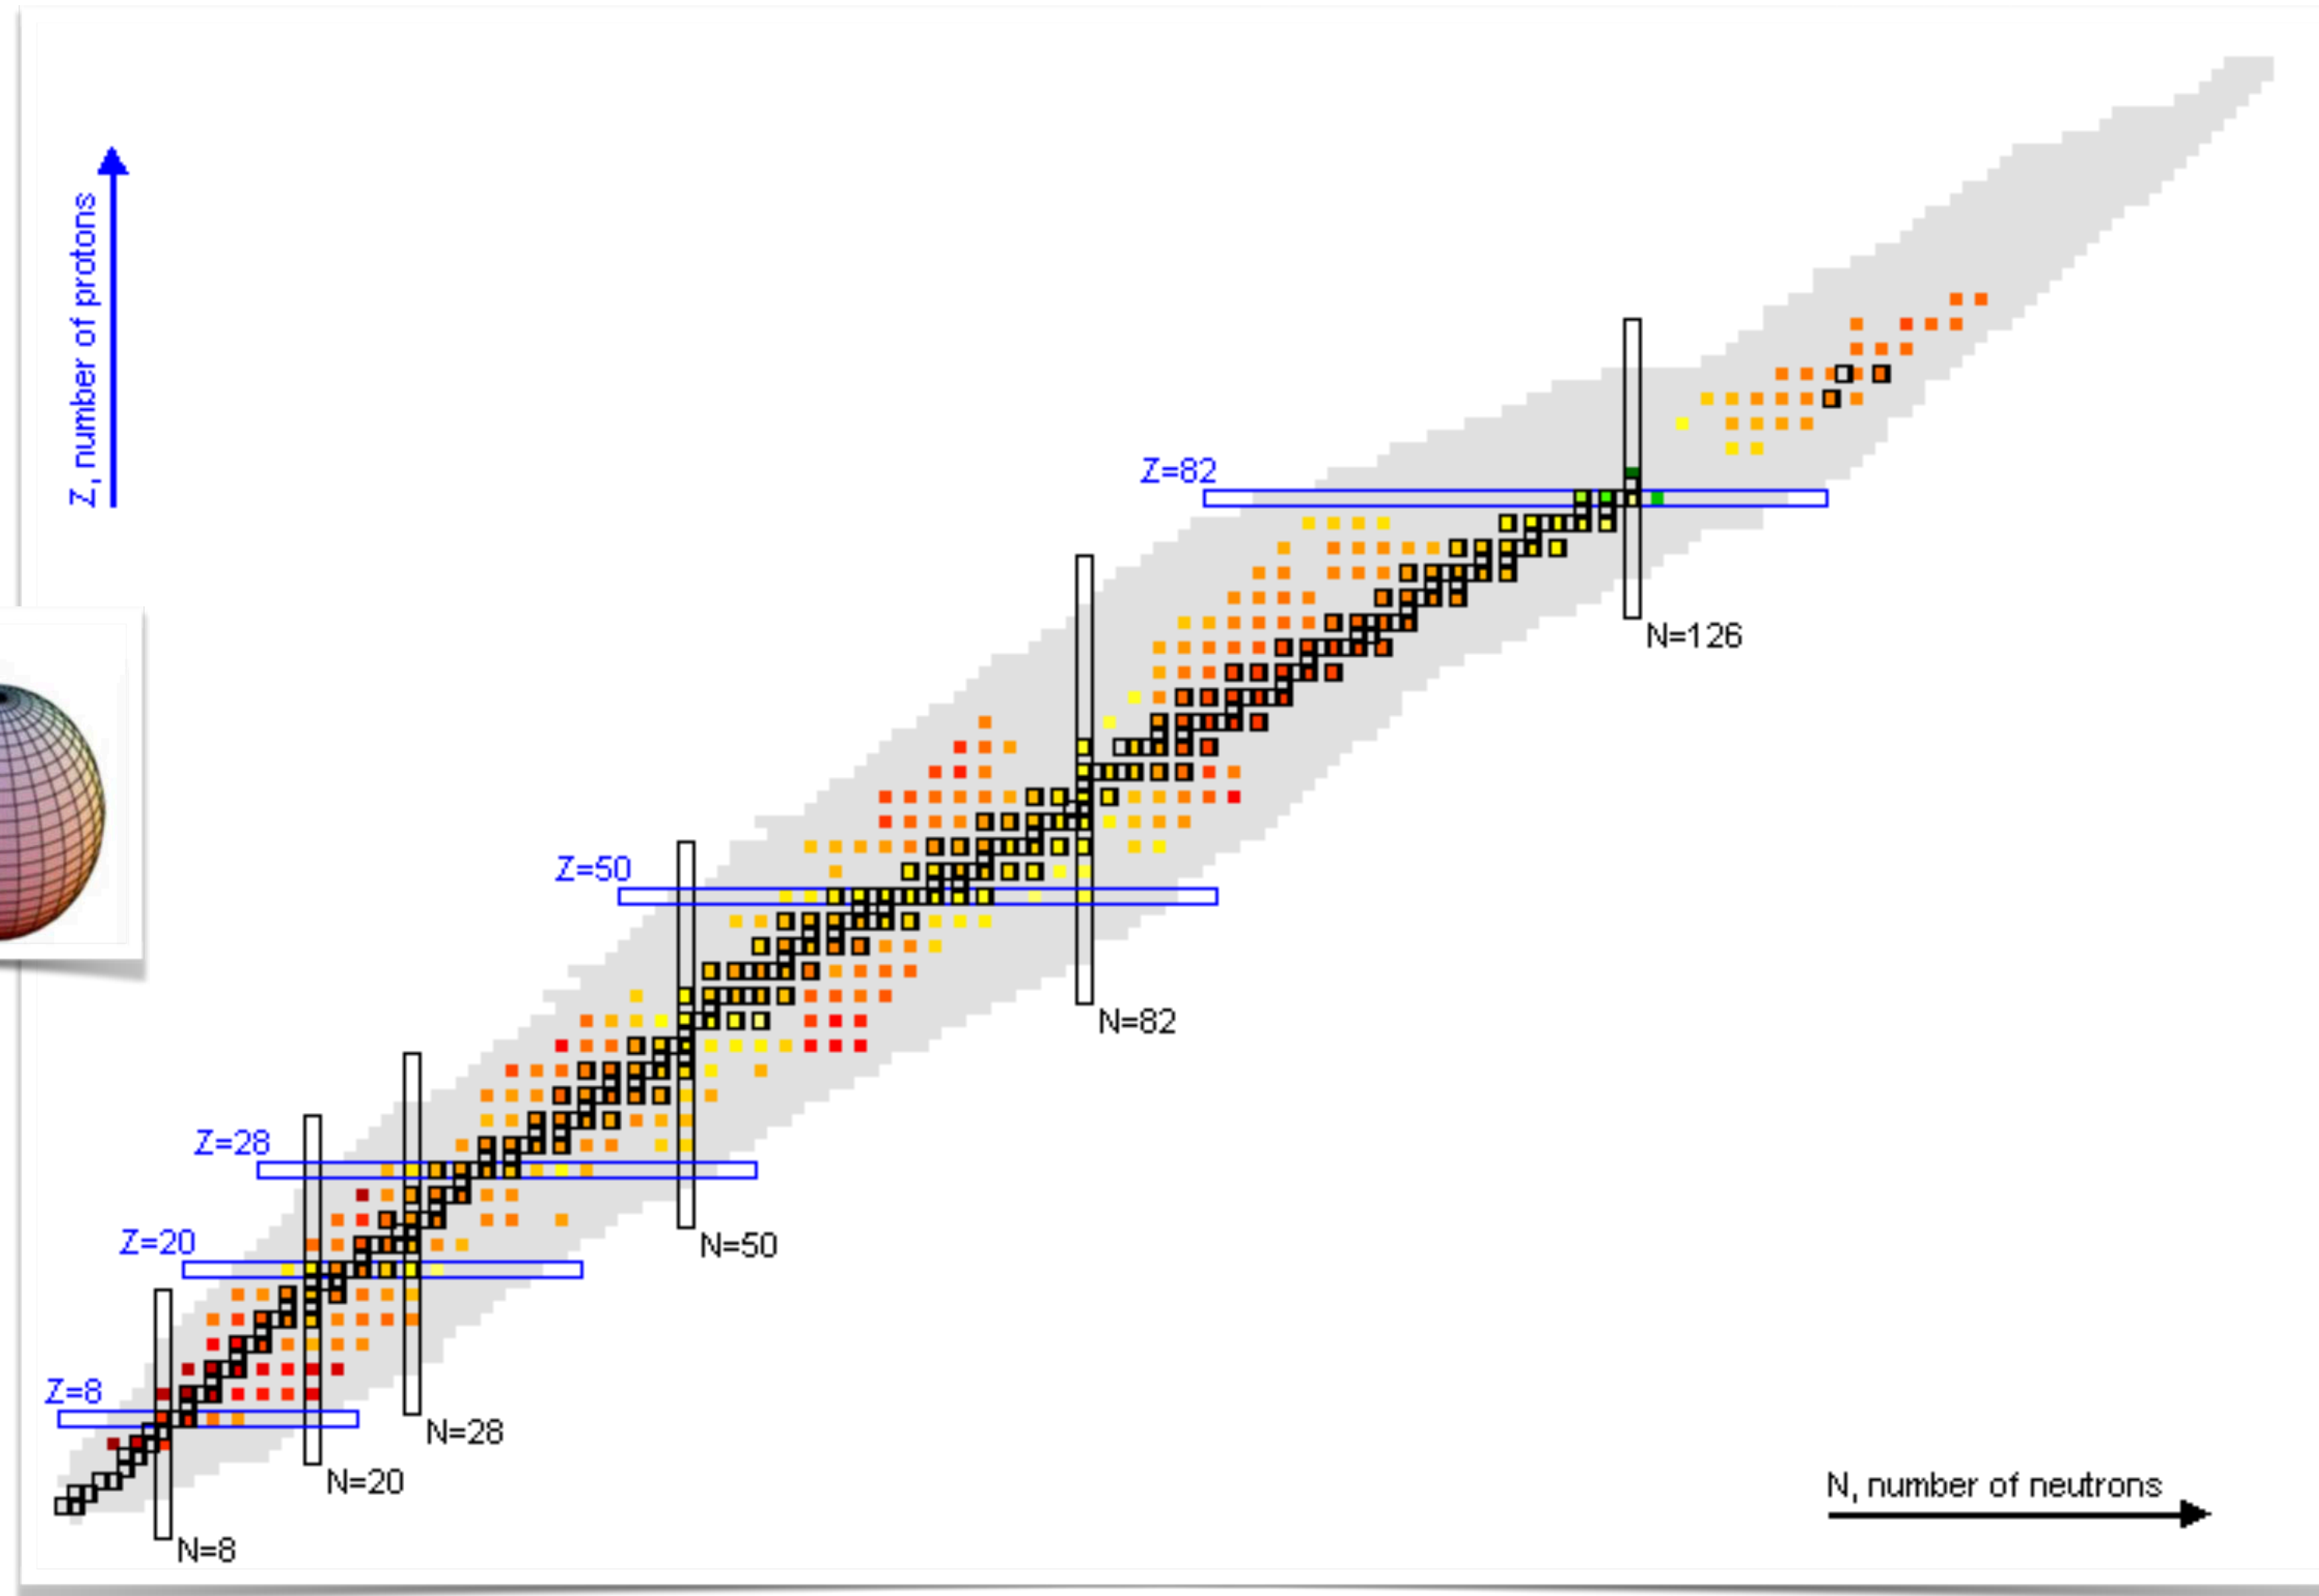 Z, number of protons
Z=82
N=126
Z=50
N=82
Z=28
N=50
Z=20
Z=8
N=28
N=20
N, number of neutrons
N=8